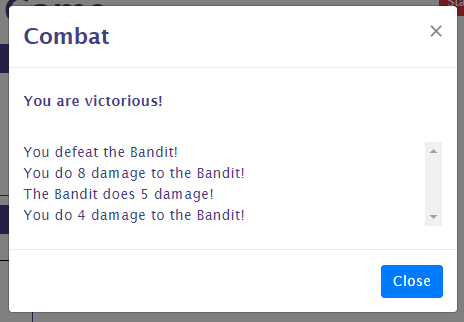 Combat
×
You are victorious!
You defeat the Bandit!
You do 8 damage to the Bandit!
The Bandit does 5 damage!
You do 4 damage to the Bandit!
Close